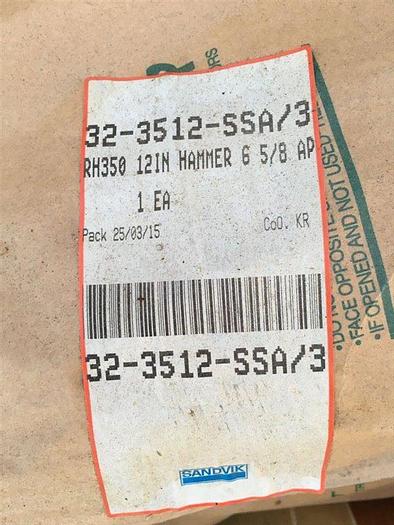 32-3512-SSA/3
RH350 12IN HAMMER 6 5/8 AP
1 EA
Pack 25/03/15 CoO. KR
32-3512-SSA/3
SANDVIK
ORS
•FACE OPPOSITE
AND NOT USED
•IF OPENED AND NOT